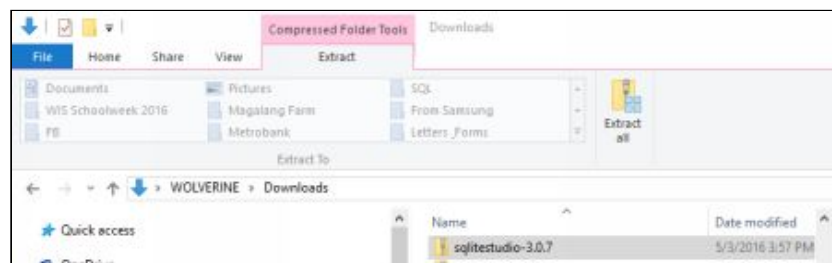 Compressed Folder Tools Downloads
File Home Share View Extract
Documents Pictures SQL
WIS Schoolweek 2016 Magalang Farm From Samsung
FB Metrobank Letters_Forms
Extract all
Extract To
WOLVERINE > Downloads
Quick access Name Date modified
sqlitestudio-3.0.7 5/3/2016 3:57 PM
OneDrive